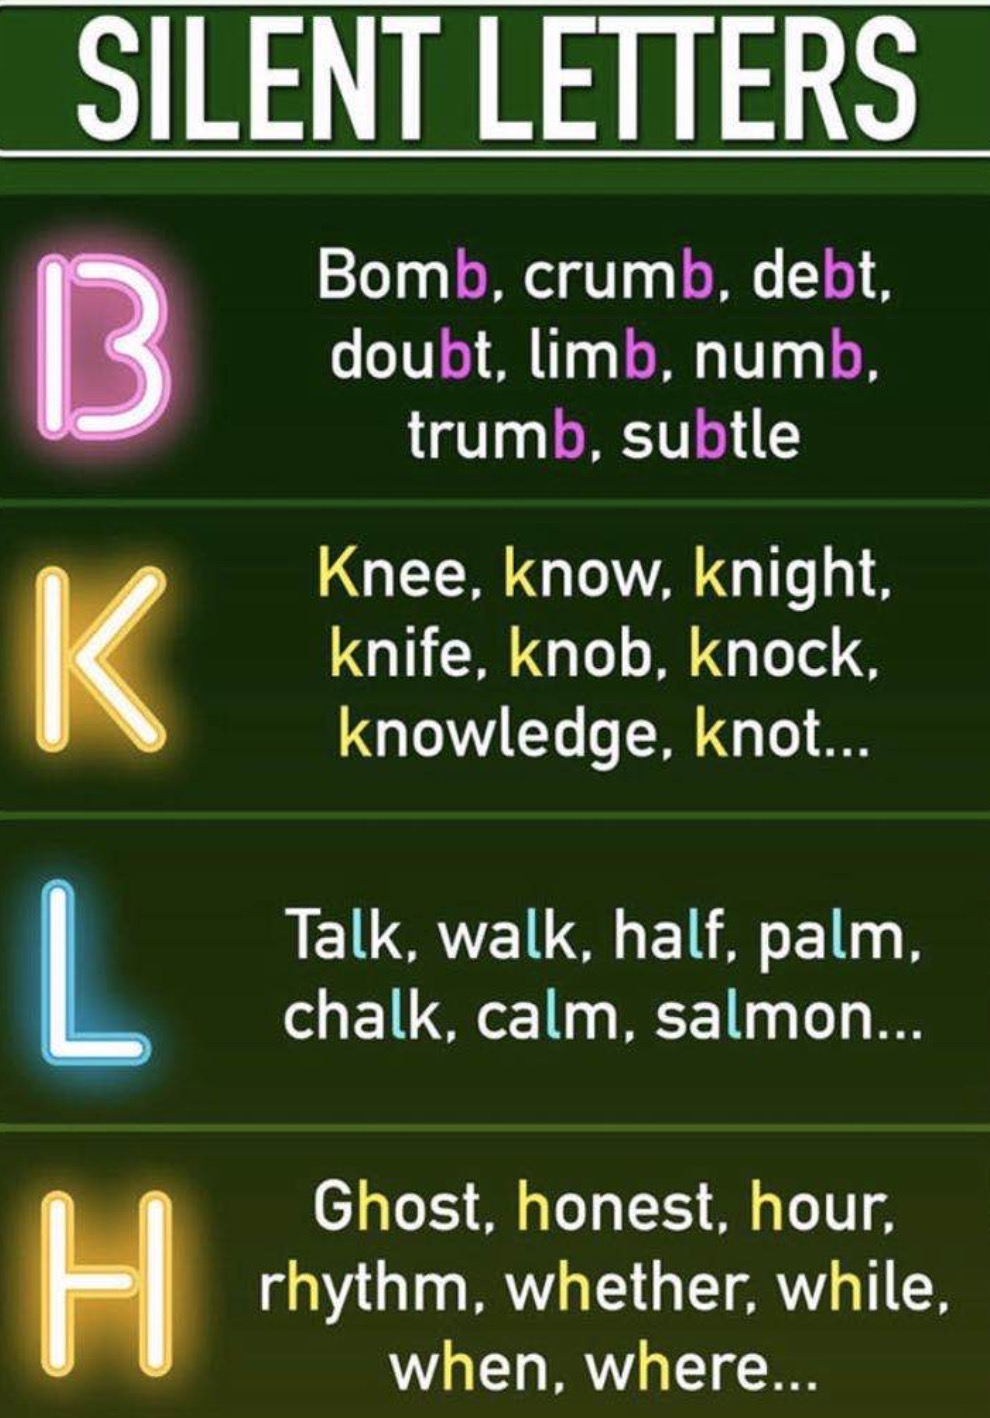 SILENT LETTERS
B
Bomb, crumb, debt,
doubt, limb, numb,
trumb, subtle
K
Knee, know, knight,
knife, knob, knock,
knowledge, knot...
L
Talk, walk, half, palm,
chalk, calm, salmon...
H
Ghost, honest, hour,
rhythm, whether, while,
when, where...